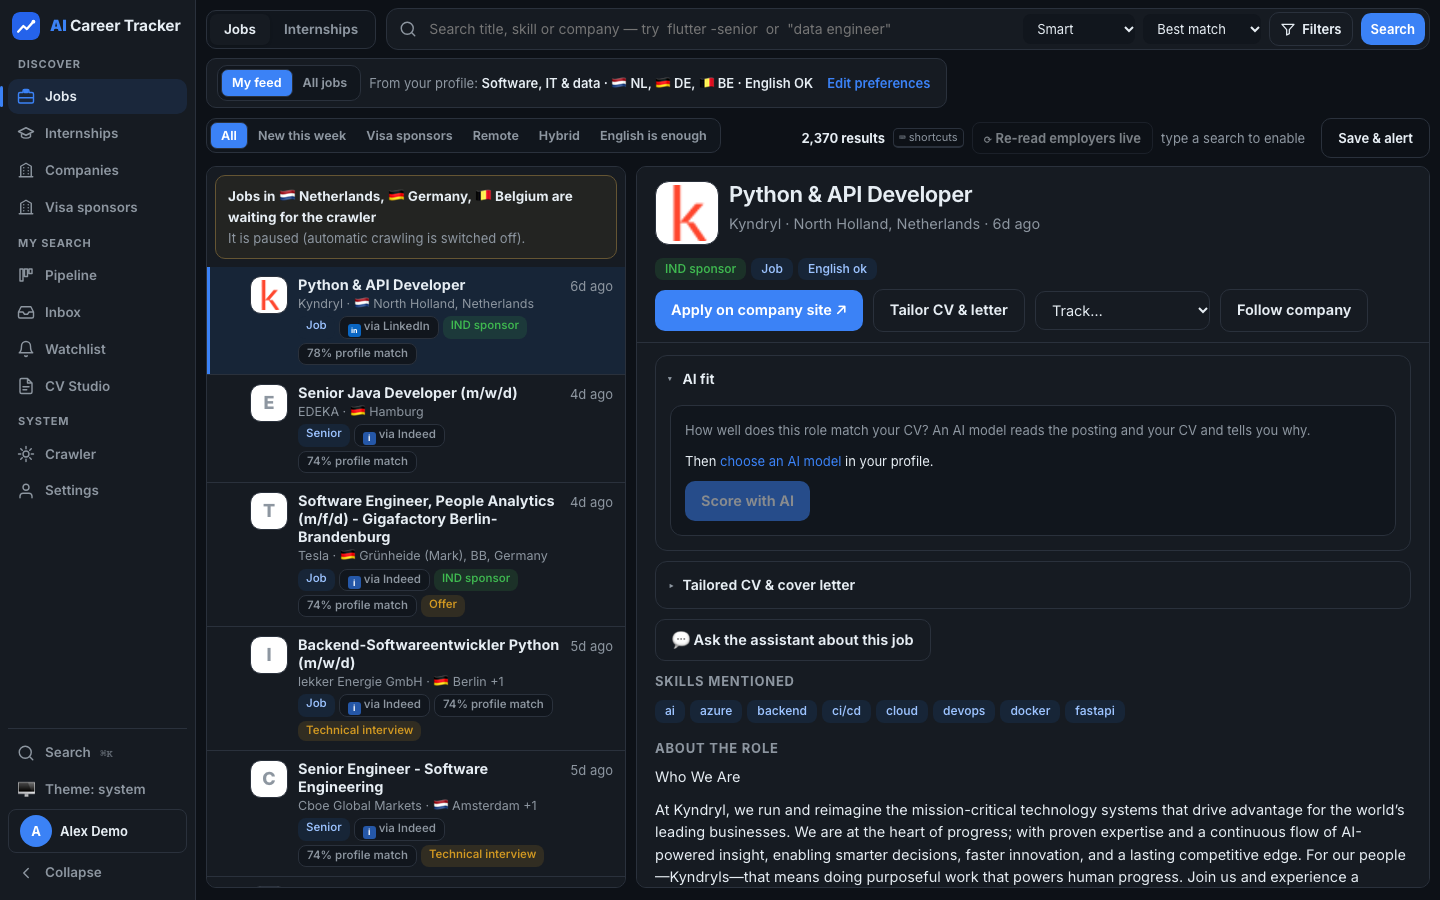 AI Career Tracker
DISCOVER
Jobs
Internships
Companies
Visa sponsors
MY SEARCH
Pipeline
Inbox
Watchlist
CV Studio
SYSTEM
Crawler
Settings
Search ⌘K
Theme: system
A Alex Demo
Collapse
Jobs Internships
Search title, skill or company — try flutter -senior or "data engineer"
Smart Best match Filters Search
My feed All jobs From your profile: Software, IT & data · 🇳🇱 NL, 🇩🇪 DE, 🇧🇪 BE · English OK Edit preferences
All New this week Visa sponsors Remote Hybrid English is enough
2,370 results ⌨ shortcuts ⟳ Re-read employers live type a search to enable Save & alert
Jobs in 🇳🇱 Netherlands, 🇩🇪 Germany, 🇧🇪 Belgium are
waiting for the crawler
It is paused (automatic crawling is switched off).
k
Python & API Developer 6d ago
Kyndryl · 🇳🇱 North Holland, Netherlands
Job in via LinkedIn IND sponsor
78% profile match
E
Senior Java Developer (m/w/d) 4d ago
EDEKA · 🇩🇪 Hamburg
Senior i via Indeed
74% profile match
T
Software Engineer, People Analytics 4d ago
(m/f/d) - Gigafactory Berlin-
Brandenburg
Tesla · 🇩🇪 Grünheide (Mark), BB, Germany
Job i via Indeed IND sponsor
74% profile match Offer
I
Backend-Softwareentwickler Python 5d ago
(m/w/d)
lekker Energie GmbH · 🇩🇪 Berlin +1
Job i via Indeed 74% profile match
Technical interview
C
Senior Engineer - Software 5d ago
Engineering
Cboe Global Markets · 🇳🇱 Amsterdam +1
Senior i via Indeed
74% profile match Technical interview
k
Python & API Developer
Kyndryl · North Holland, Netherlands · 6d ago
IND sponsor Job English ok
Apply on company site ↗ Tailor CV & letter Track... Follow company
▾ AI fit
How well does this role match your CV? An AI model reads the posting and your CV and tells you why.
Then choose an AI model in your profile.
Score with AI
▸ Tailored CV & cover letter
💬 Ask the assistant about this job
SKILLS MENTIONED
ai azure backend ci/cd cloud devops docker fastapi
ABOUT THE ROLE
Who We Are
At Kyndryl, we run and reimagine the mission-critical technology systems that drive advantage for the world's
leading businesses. We are at the heart of progress; with proven expertise and a continuous flow of AI-
powered insight, enabling smarter decisions, faster innovation, and a lasting competitive edge. For our people
—Kyndryls—that means doing purposeful work that powers human progress. Join us and experience a